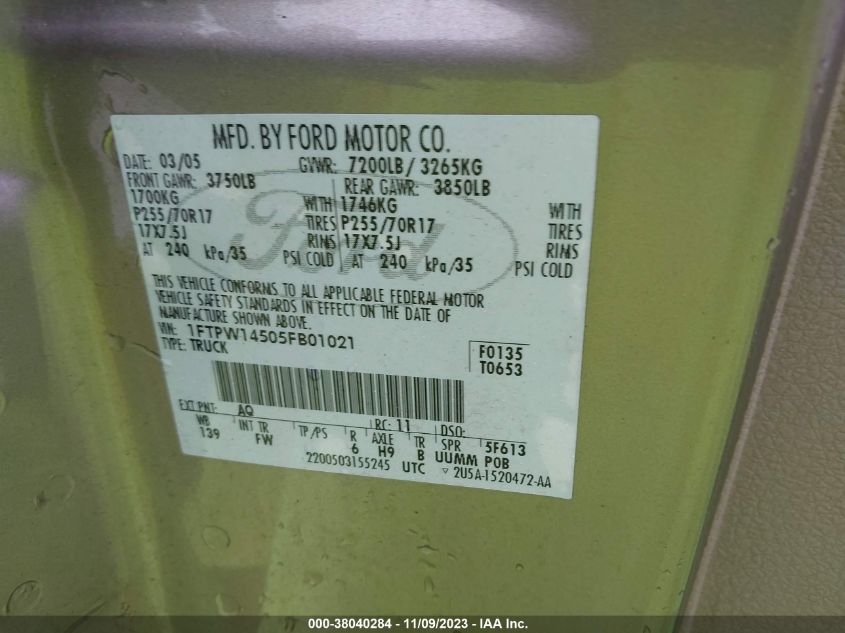 MFD. BY FORD MOTOR CO.
DATE: 03/05 GVWR: 7200LB / 3265KG
FRONT GAWR: 3750LB REAR GAWR: 3850LB
1700KG WITH 1746KG WITH
P255/70R17 TIRES P255/70R17 TIRES
17X7.5J RIMS 17X7.5J RIMS
AT 240 kPa/35 PSI COLD AT 240 kPa/35 PSI COLD
THIS VEHICLE CONFORMS TO ALL APPLICABLE FEDERAL MOTOR
VEHICLE SAFETY STANDARDS IN EFFECT ON THE DATE OF
MANUFACTURE SHOWN ABOVE.
VIN: 1FTPW14505FB01021
TYPE: TRUCK
F0135
T0653
EXT PNT: AQ RC: 11 DSO:
WB INT TR TP/PS R AXLE TR SPR 5F613
139 FW 6 H9 B UUMM POB
2200503155245 UTC ▽ 2U5A-1520472-AA
Ford
000-38040284 - 11/09/2023 - IAA Inc.